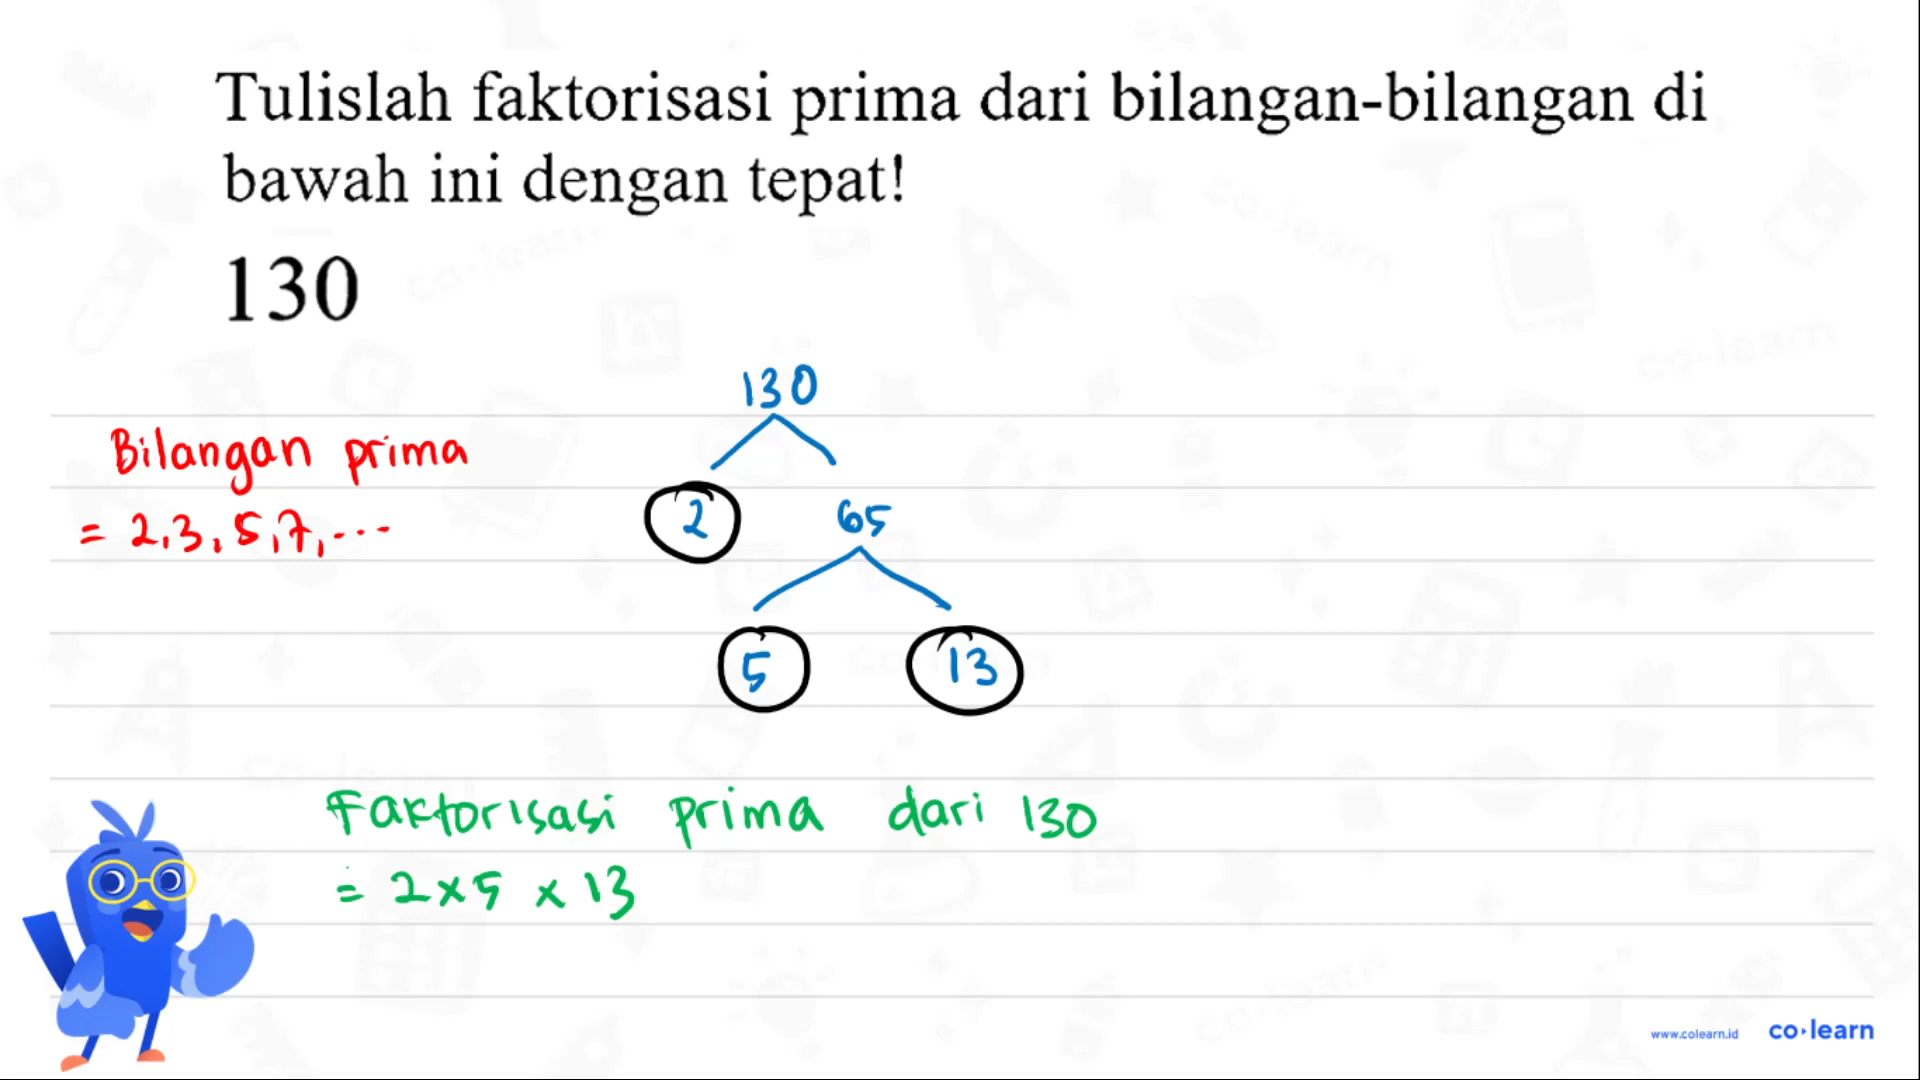 Tulislah faktorisasi prima dari bilangan-bilangan di
bawah ini dengan tepat!
130
130
Bilangan prima
= 2, 3, 5, 7, ...
2 65
5 13
Faktorisasi prima dari 130
= 2 x 5 x 13
www.colearn.id co·learn